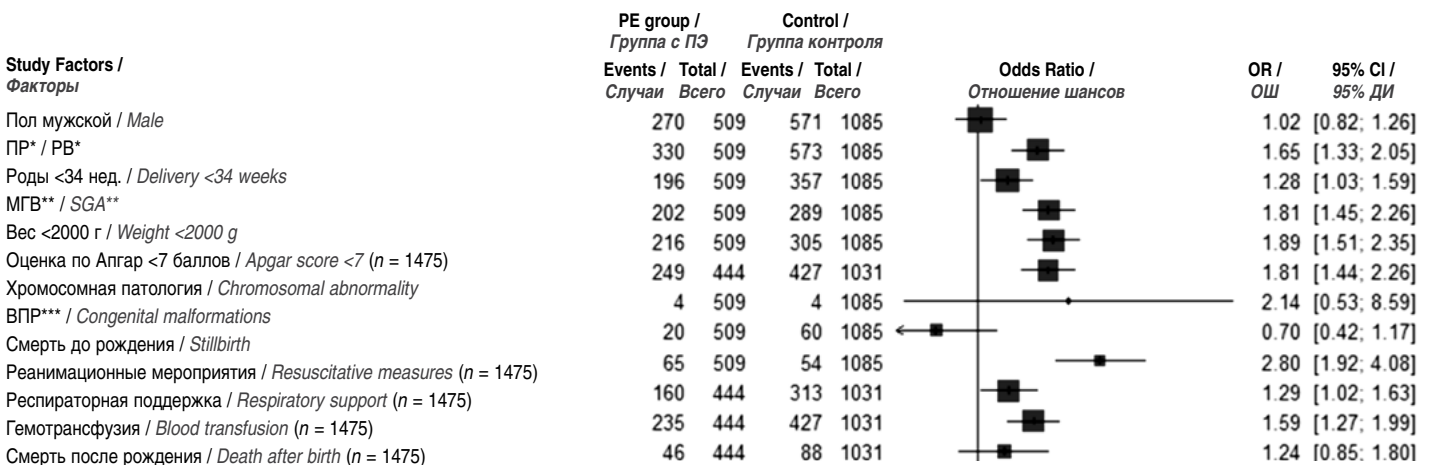 PE group / Control /
Группа с ПЭ Группа контроля
Study Factors / Events / Total / Events / Total / Odds Ratio / OR / 95% CI /
Факторы Случаи Всего Случаи Всего Отношение шансов ОШ 95% ДИ
Пол мужской / Male 270 509 571 1085 1.02 [0.82; 1.26]
ПР* / PB* 330 509 573 1085 1.65 [1.33; 2.05]
Роды <34 нед. / Delivery <34 weeks 196 509 357 1085 1.28 [1.03; 1.59]
МГВ** / SGA** 202 509 289 1085 1.81 [1.45; 2.26]
Вес <2000 г / Weight <2000 g 216 509 305 1085 1.89 [1.51; 2.35]
Оценка по Апгар <7 баллов / Apgar score <7 (n = 1475) 249 444 427 1031 1.81 [1.44; 2.26]
Хромосомная патология / Chromosomal abnormality 4 509 4 1085 2.14 [0.53; 8.59]
ВПР*** / Congenital malformations 20 509 60 1085 0.70 [0.42; 1.17]
Смерть до рождения / Stillbirth 65 509 54 1085 2.80 [1.92; 4.08]
Реанимационные мероприятия / Resuscitative measures (n = 1475) 160 444 313 1031 1.29 [1.02; 1.63]
Респираторная поддержка / Respiratory support (n = 1475) 235 444 427 1031 1.59 [1.27; 1.99]
Гемотрансфузия / Blood transfusion (n = 1475) 46 444 88 1031 1.24 [0.85; 1.80]
Смерть после рождения / Death after birth (n = 1475)